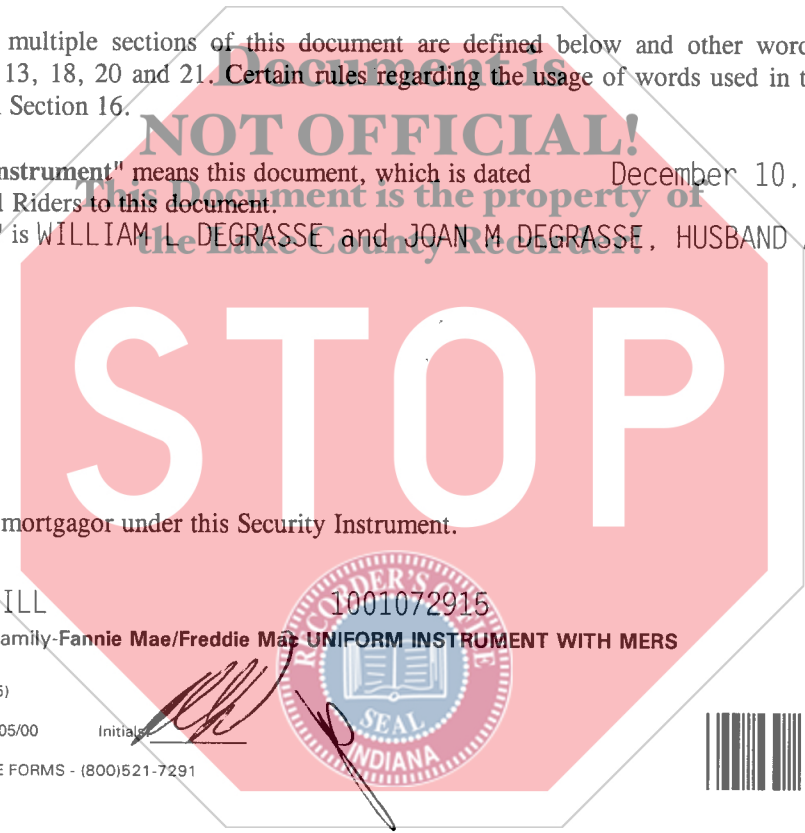 multiple sections of this document are defined below and other word
13, 18, 20 and 21. Certain rules regarding the usage of words used in t
Section 16.
Document is
NOT OFFICIAL!
This Document is the property of
the Lake County Recorder!
nstrument" means this document, which is dated December 10,
Riders to this document.
" is WILLIAM L DEGRASSE and JOAN M DEGRASSE, HUSBAND
STOP
mortgagor under this Security Instrument.
ILL 1001072915
amily-Fannie Mae/Freddie Mac UNIFORM INSTRUMENT WITH MERS
05/00 Initials
E FORMS - (800)521-7291
RECORDER'S OFFICE
SEAL
INDIANA